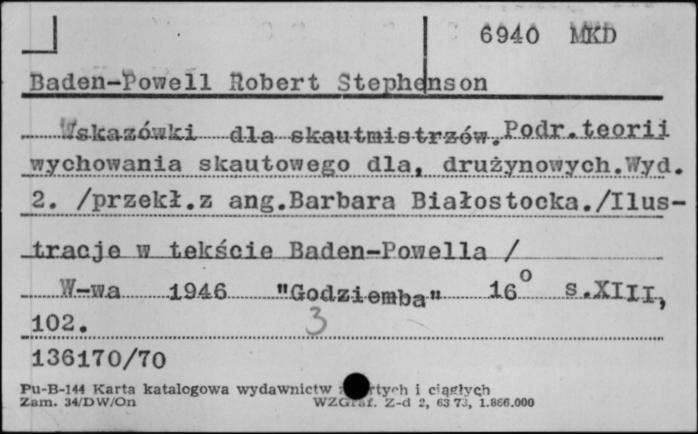 6940 MKD
Baden-Powell Robert Stephenson
Wskazówki dla skautmistrzów.Podr.teorii
wychowania skautowego dla, drużynowych.Wyd.
2. /przekł.z ang.Barbara Białostocka./Ilus-
tracje w tekście Baden-Powella /
W-wa 1946 "Godziemba" 16° s.XIII,
102. 3
136170/70
Pu-B-144 Karta katalogowa wydawnictw i ciągłych
Zam. 34/DW/On WZGraf. Z-d 2, 63 73, 1.866.000